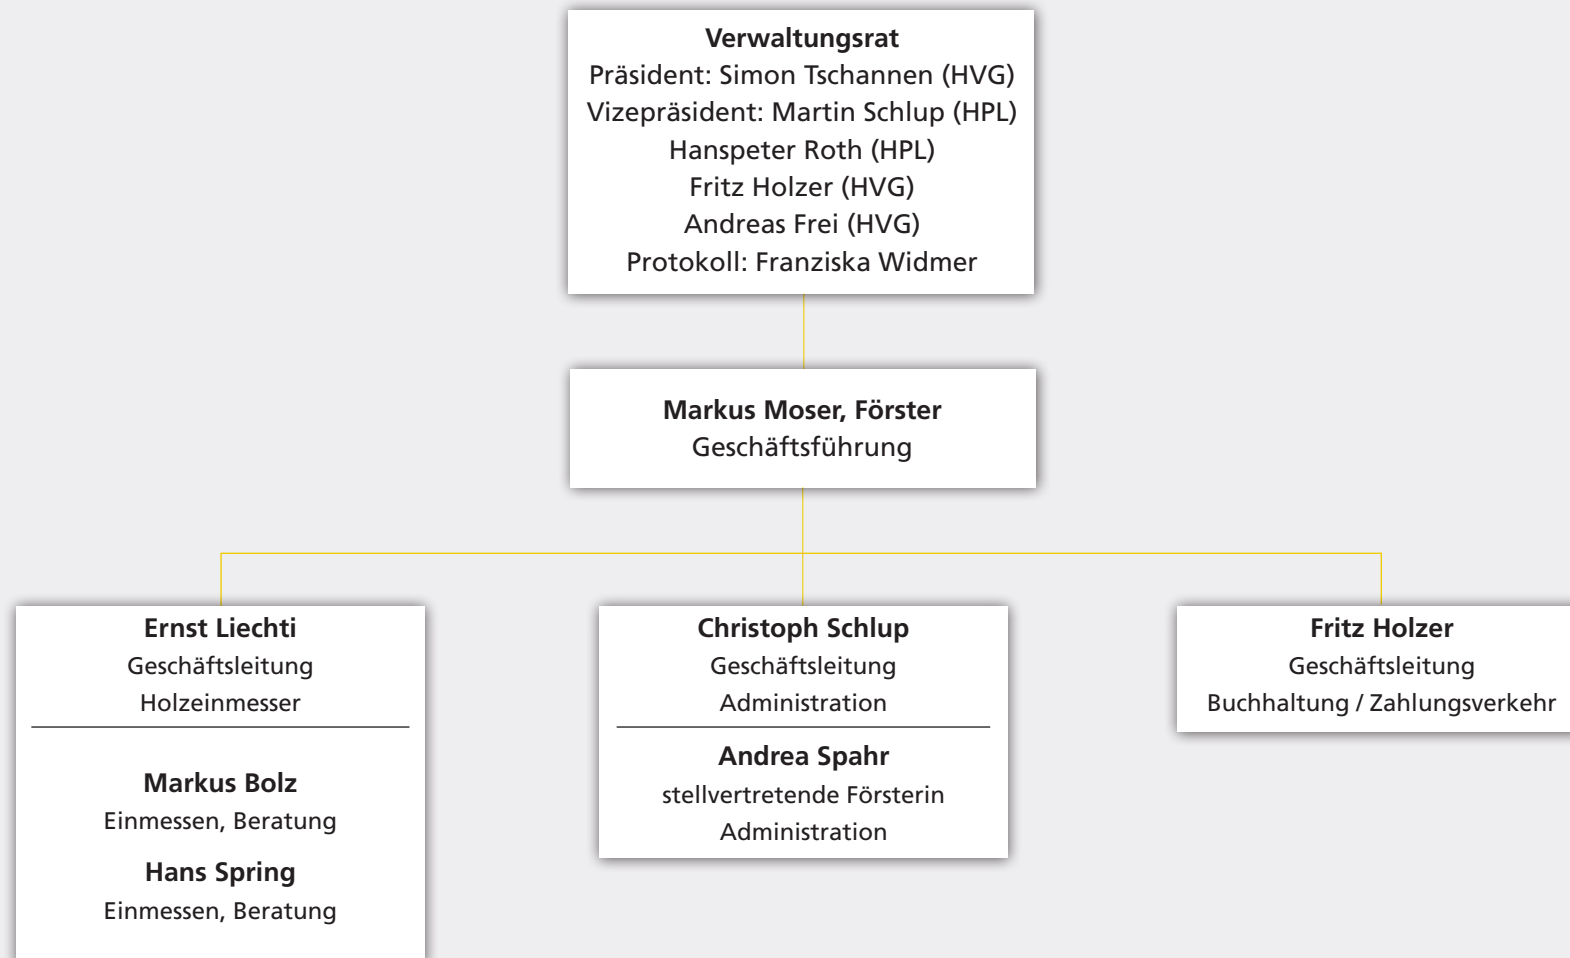 Verwaltungsrat
Präsident: Simon Tschannen (HVG)
Vizepräsident: Martin Schlup (HPL)
Hanspeter Roth (HPL)
Fritz Holzer (HVG)
Andreas Frei (HVG)
Protokoll: Franziska Widmer
Markus Moser, Förster
Geschäftsführung
Ernst Liechti
Geschäftsleitung
Holzeinmesser
Markus Bolz
Einmessen, Beratung
Hans Spring
Einmessen, Beratung
Christoph Schlup
Geschäftsleitung
Administration
Andrea Spahr
stellvertretende Försterin
Administration
Fritz Holzer
Geschäftsleitung
Buchhaltung / Zahlungsverkehr